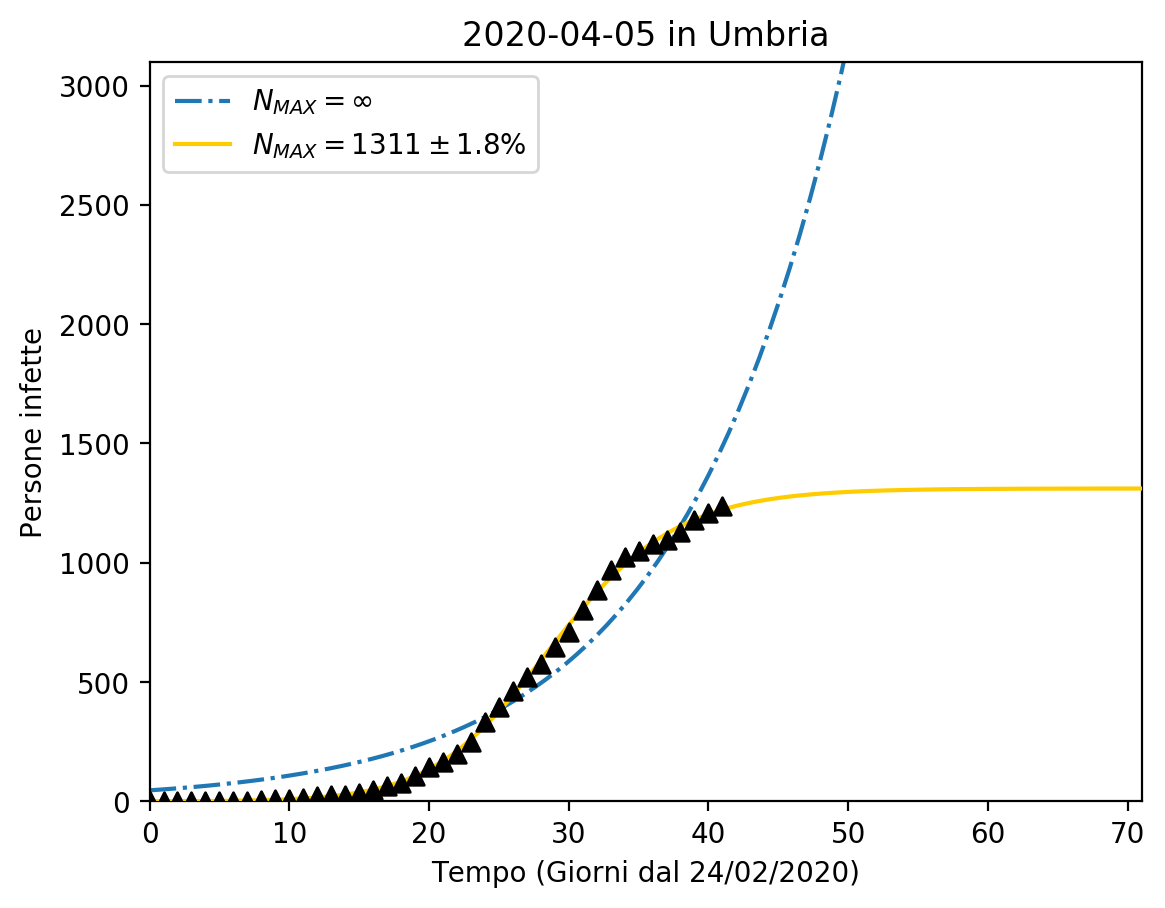 2020-04-05 in Umbria
N_MAX = ∞
N_MAX = 1311 ± 1.8%
3000
2500
2000
1500
1000
500
0
Persone infette
0 10 20 30 40 50 60 70
Tempo (Giorni dal 24/02/2020)